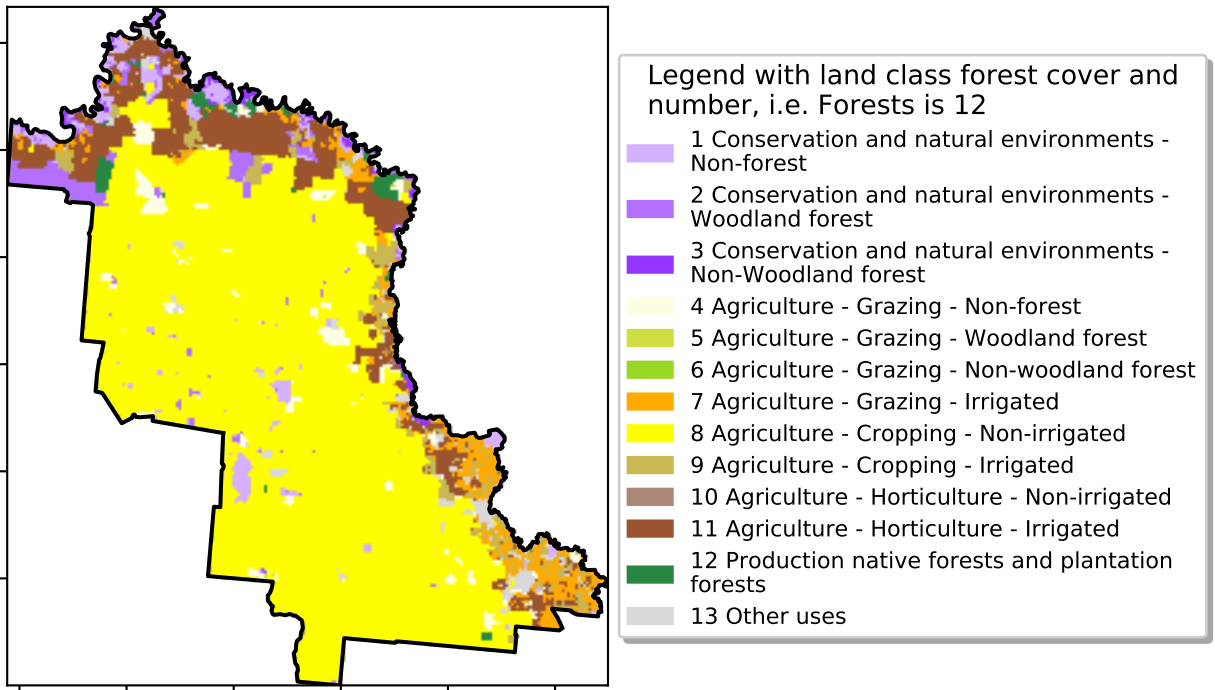 Legend with land class forest cover and
number, i.e. Forests is 12
1 Conservation and natural environments -
Non-forest
2 Conservation and natural environments -
Woodland forest
3 Conservation and natural environments -
Non-Woodland forest
4 Agriculture - Grazing - Non-forest
5 Agriculture - Grazing - Woodland forest
6 Agriculture - Grazing - Non-woodland forest
7 Agriculture - Grazing - Irrigated
8 Agriculture - Cropping - Non-irrigated
9 Agriculture - Cropping - Irrigated
10 Agriculture - Horticulture - Non-irrigated
11 Agriculture - Horticulture - Irrigated
12 Production native forests and plantation
forests
13 Other uses